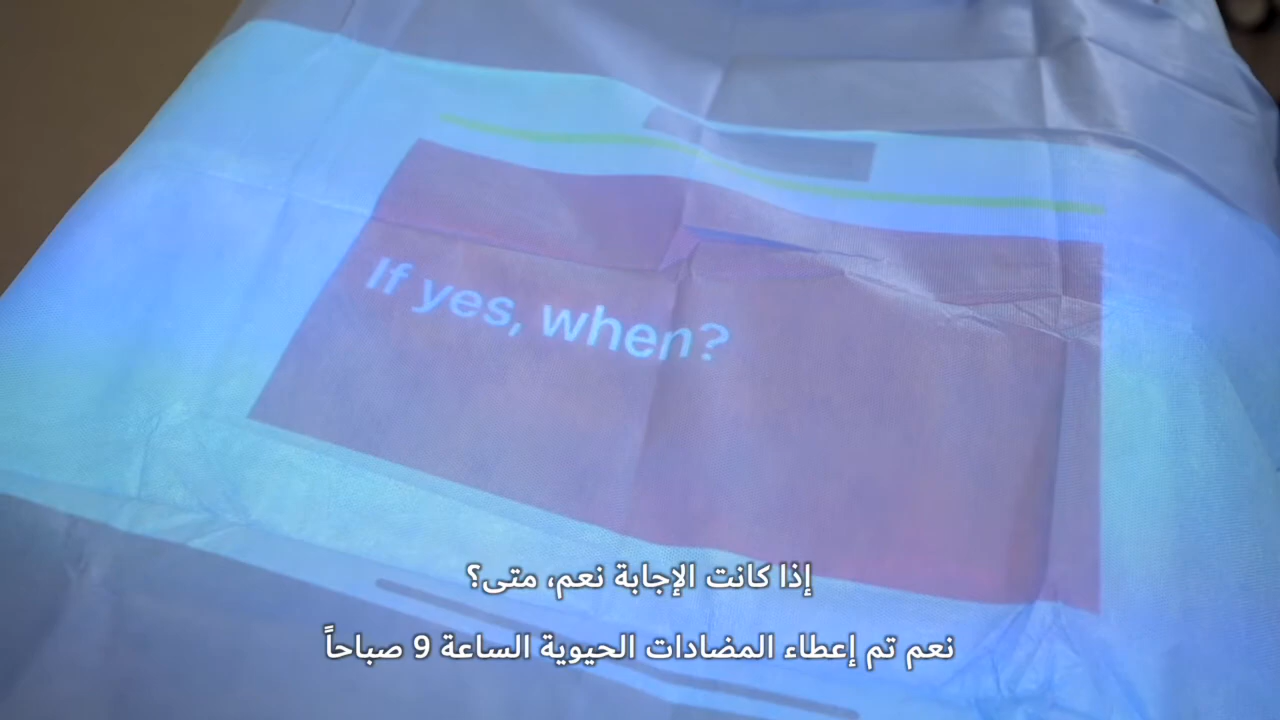 If yes, when?
إذا كانت الإجابة نعم، متى؟
نعم تم إعطاء المضادات الحيوية الساعة 9 صباحاً